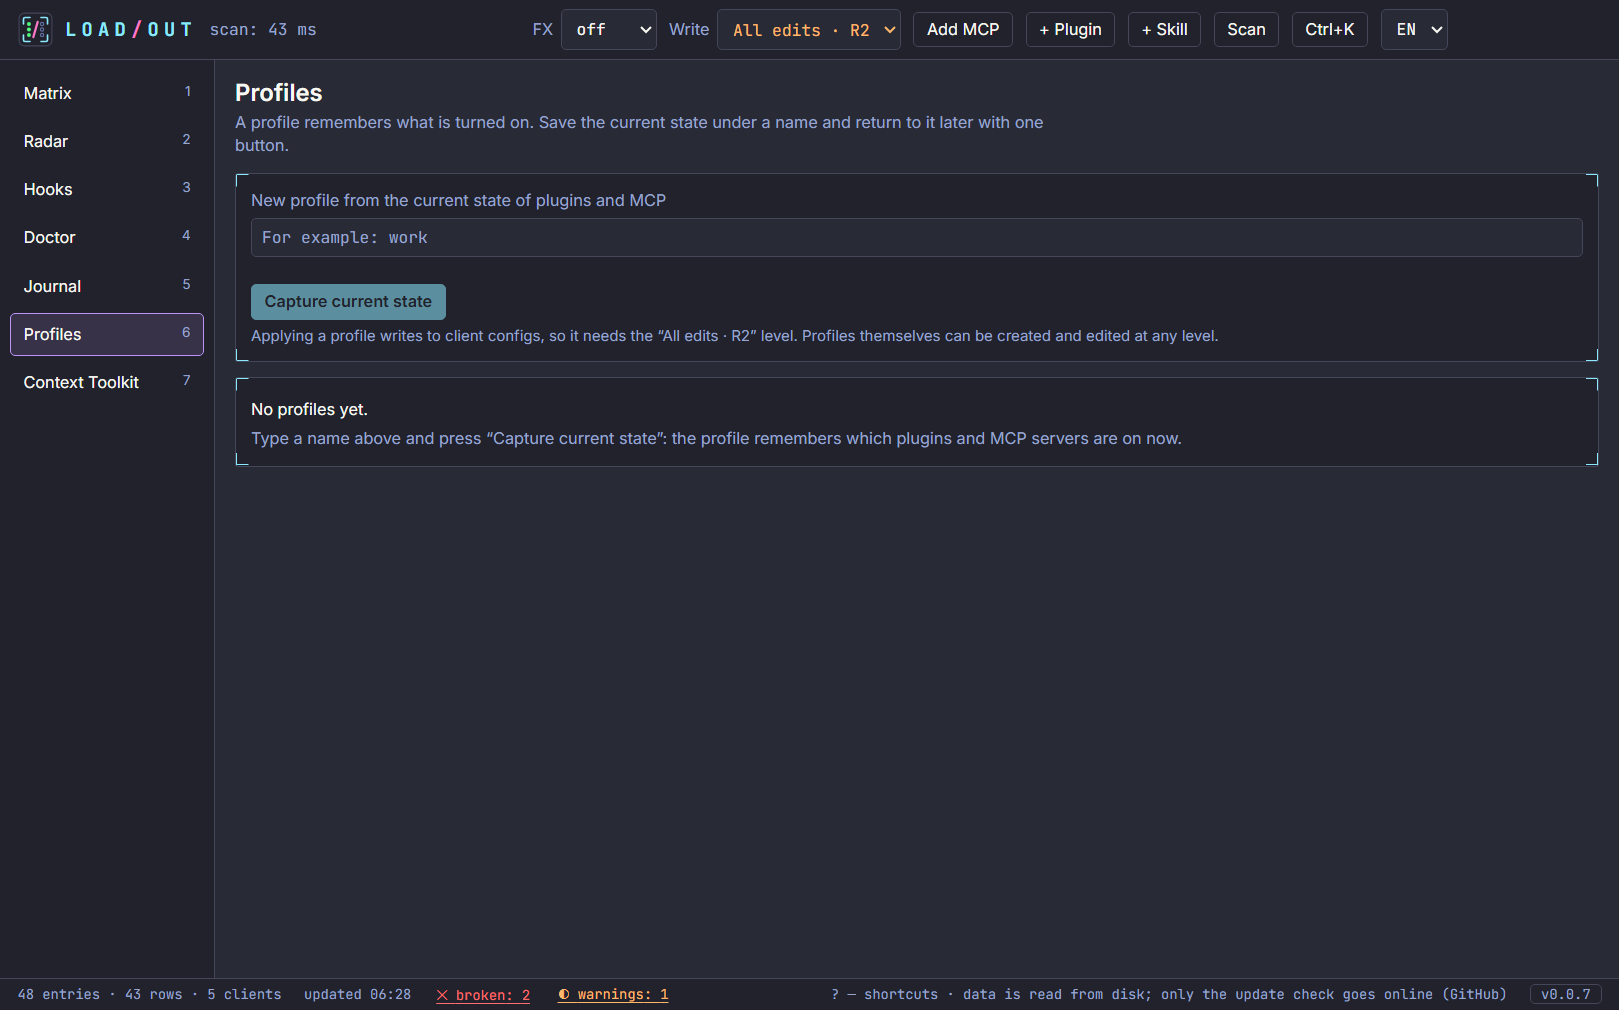 LOAD/OUT scan: 43 ms FX off Write All edits · R2 Add MCP + Plugin + Skill Scan Ctrl+K EN
Matrix 1
Radar 2
Hooks 3
Doctor 4
Journal 5
Profiles 6
Context Toolkit 7
Profiles
A profile remembers what is turned on. Save the current state under a name and return to it later with one
button.
New profile from the current state of plugins and MCP
For example: work
Capture current state
Applying a profile writes to client configs, so it needs the “All edits · R2” level. Profiles themselves can be created and edited at any level.
No profiles yet.
Type a name above and press “Capture current state”: the profile remembers which plugins and MCP servers are on now.
48 entries · 43 rows · 5 clients updated 06:28 broken: 2 warnings: 1 ? — shortcuts · data is read from disk; only the update check goes online (GitHub) v0.0.7